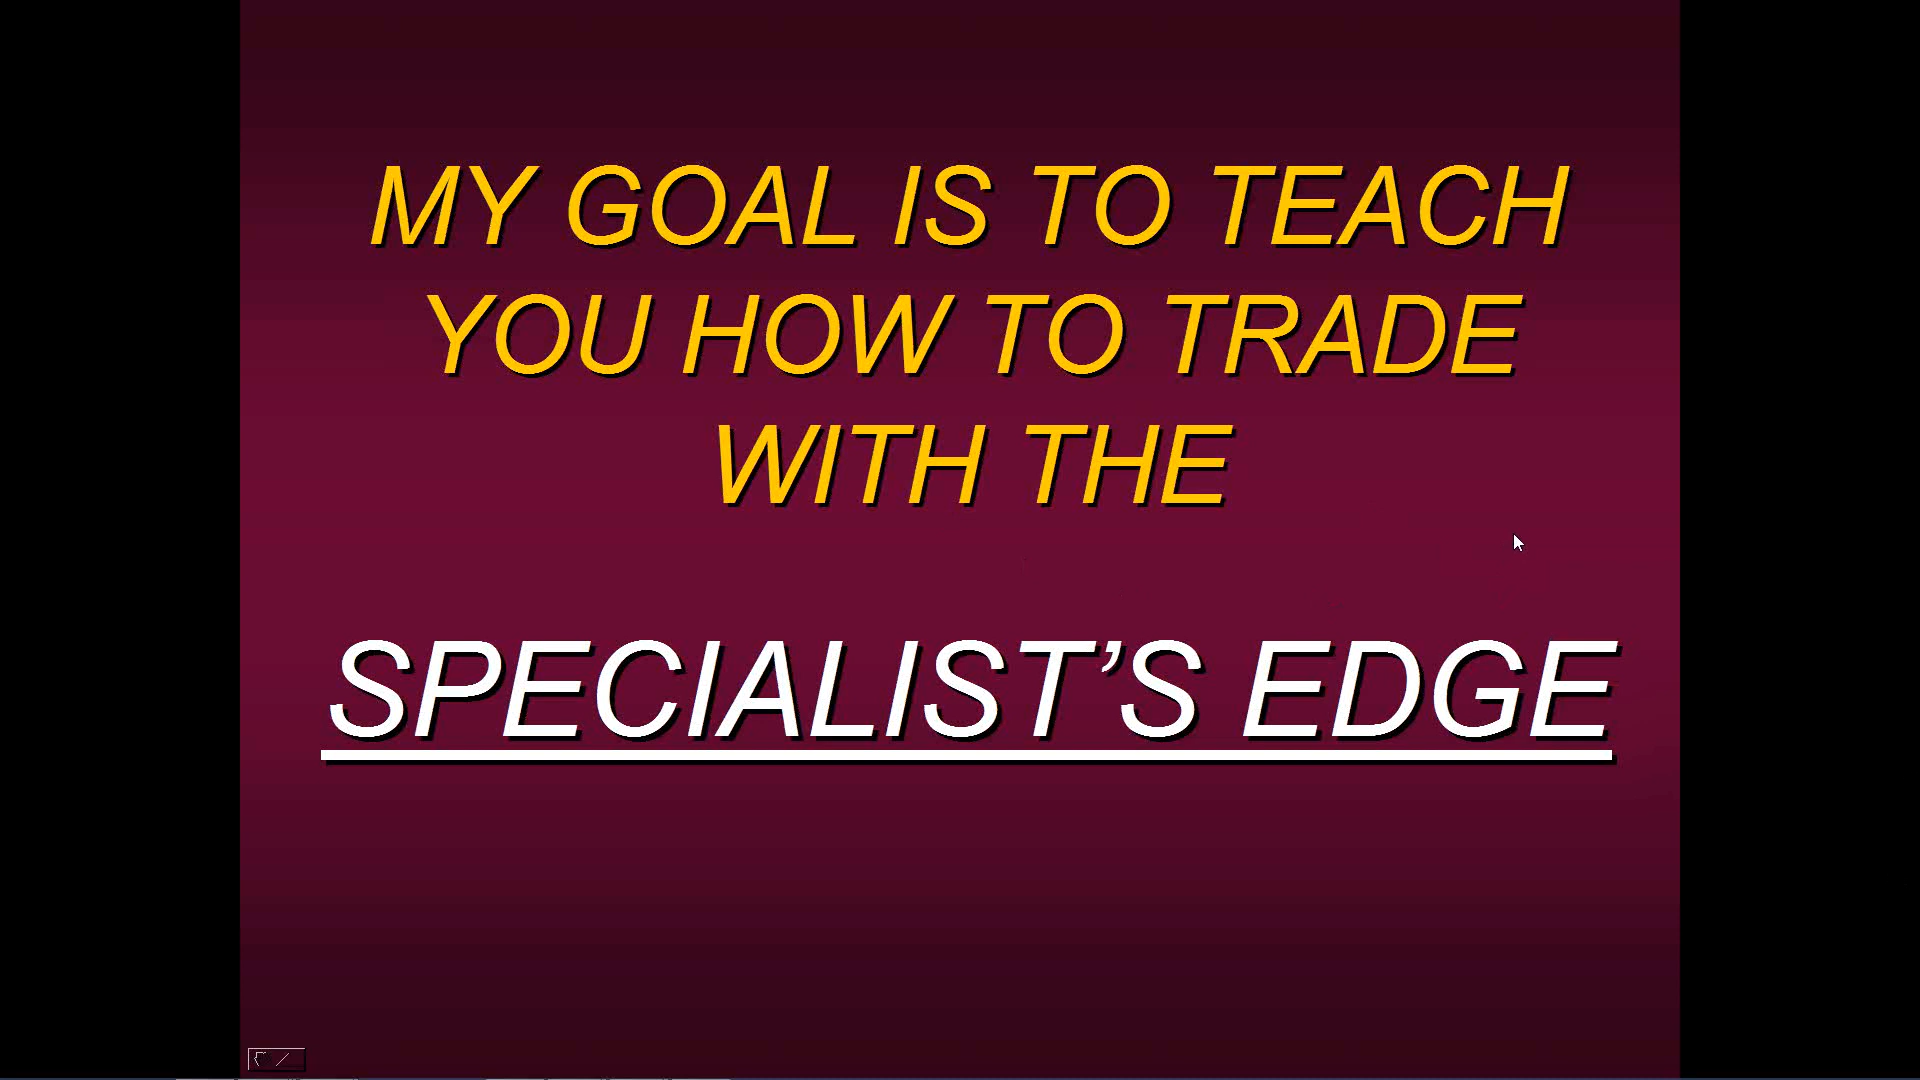 MY GOAL IS TO TEACH
YOU HOW TO TRADE
WITH THE
SPECIALIST’S EDGE